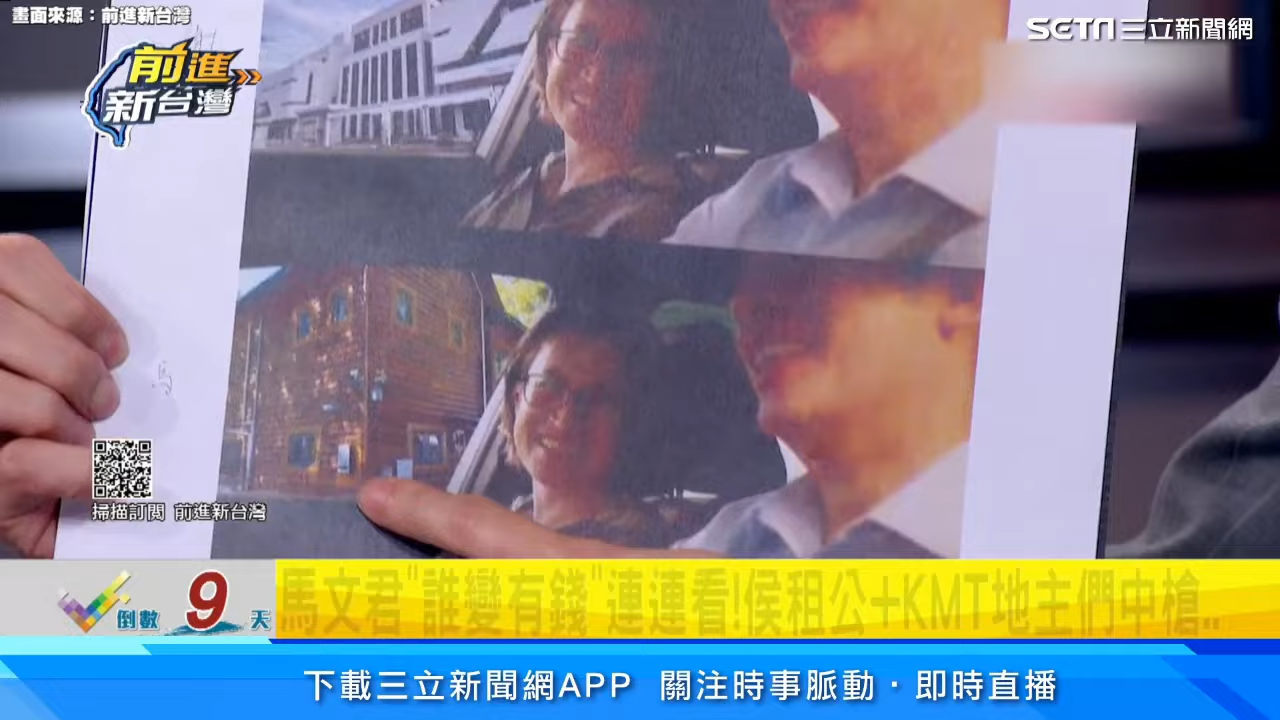 畫面來源：前進新台灣
SETN三立新聞網
前進
新台灣
掃描訂閱 前進新台灣
倒數 9 天
馬文君"誰變有錢"連連看!侯租公+KMT地主們中槍..
下載三立新聞網APP 關注時事脈動・即時直播